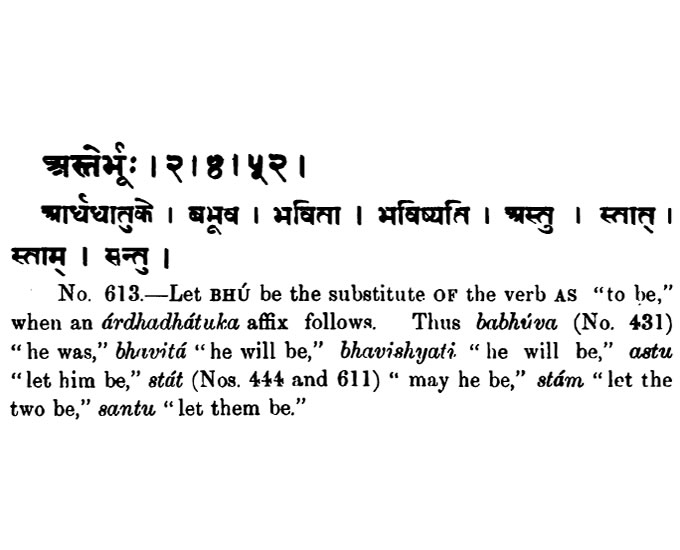 अस्तेर्भूः । २ । ४ । ५२ ।
आर्धधातुके । बभूव । भविता । भविष्यति । अस्तु । स्तात् ।
स्ताम् । सन्तु ।
No. 613.—Let BHÚ be the substitute OF the verb AS “to be,”
when an árdhadhátuka affix follows. Thus babhúva (No. 431)
“he was,” bhavitá “he will be,” bhavishyati “he will be,” astu
“let him be,” stát (Nos. 444 and 611) “ may he be,” stám “let the
two be,” santu “let them be.”